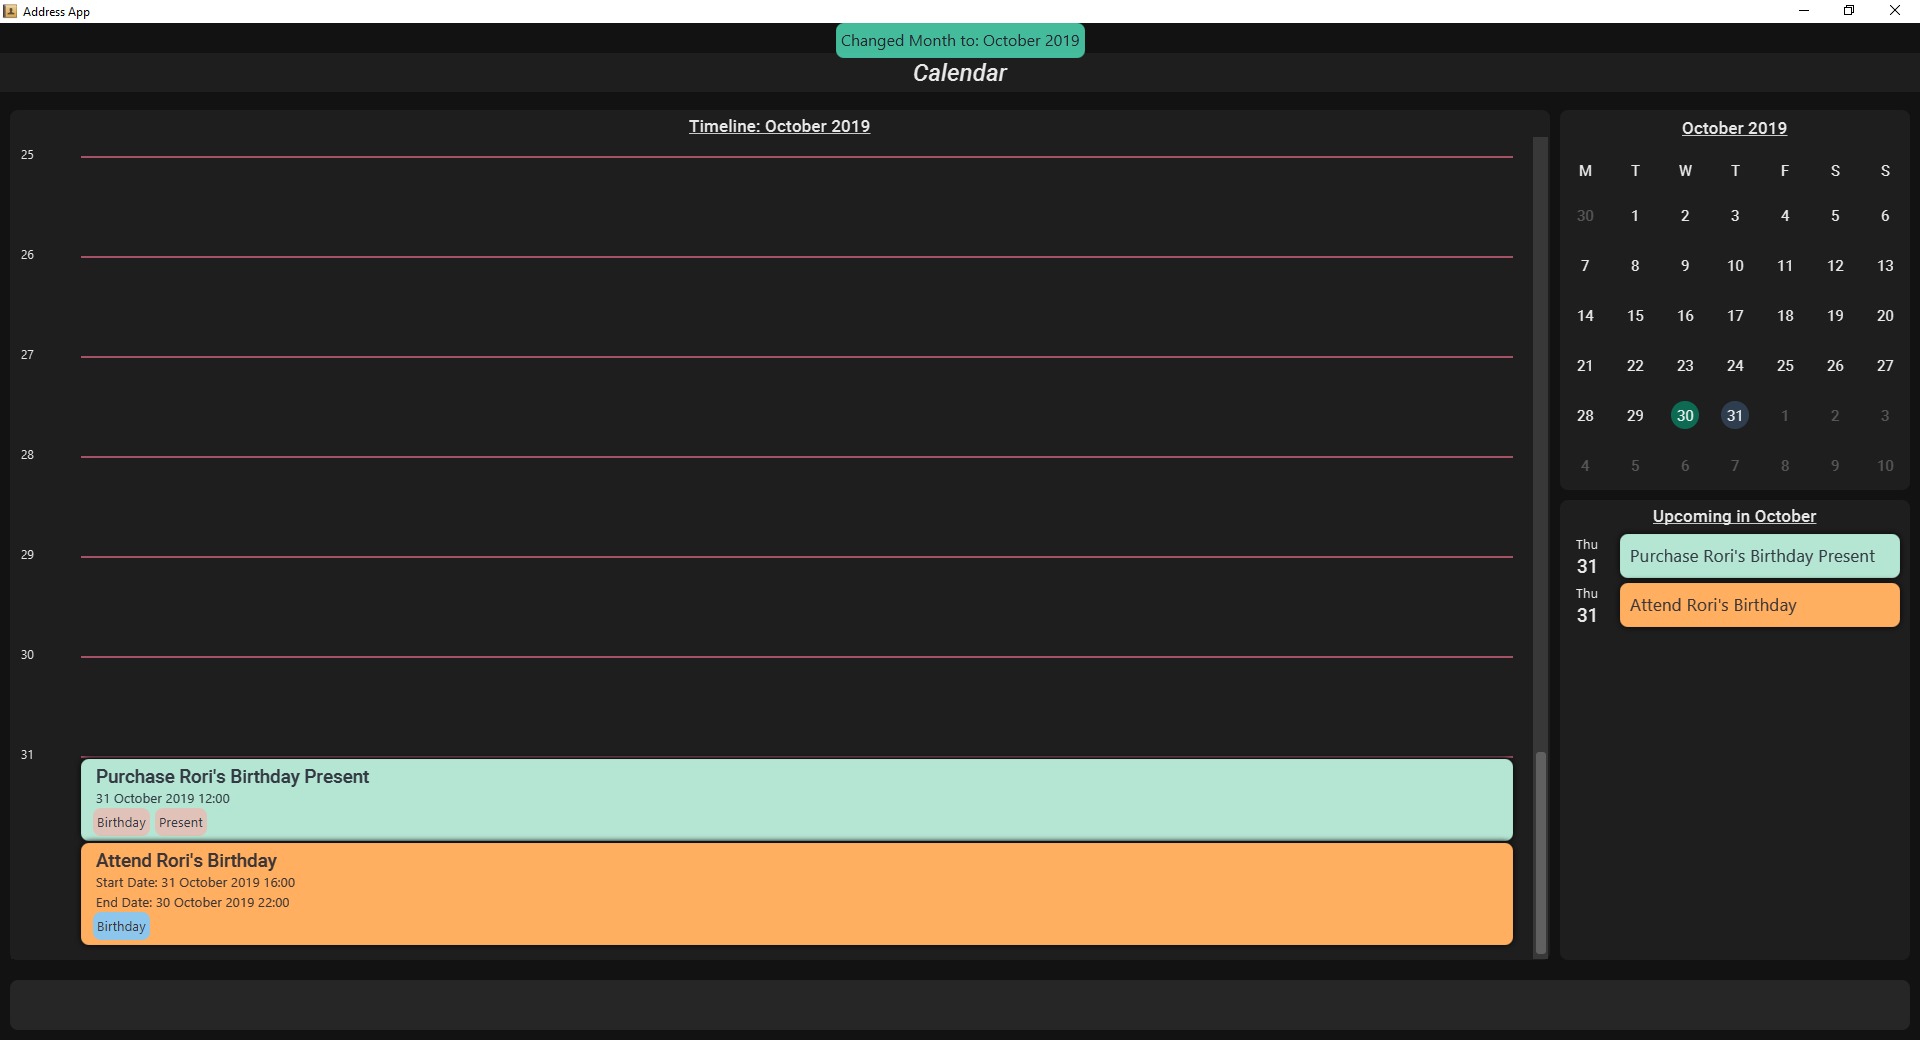 Address App
Changed Month to: October 2019
Calendar
Timeline: October 2019
25
26
27
28
29
30
31
Purchase Rori's Birthday Present
31 October 2019 12:00
Birthday Present
Attend Rori's Birthday
Start Date: 31 October 2019 16:00
End Date: 30 October 2019 22:00
Birthday
October 2019
M T W T F S S
30 1 2 3 4 5 6
7 8 9 10 11 12 13
14 15 16 17 18 19 20
21 22 23 24 25 26 27
28 29 30 31 1 2 3
4 5 6 7 8 9 10
Upcoming in October
Thu
31
Purchase Rori's Birthday Present
Thu
31
Attend Rori's Birthday